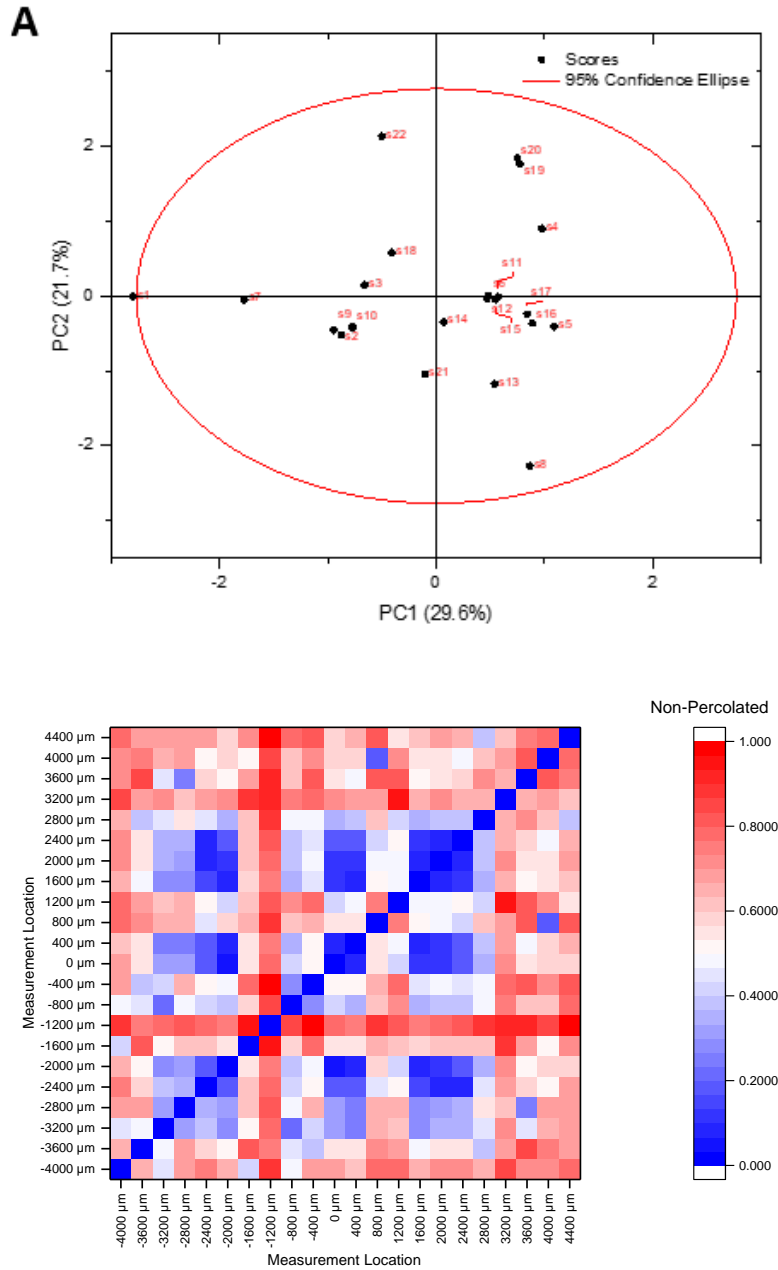 A
Scores
95% Confidence Ellipse
s22
s20
s19
s4
s18
s11
s3
s6
s17
s1
s7
s9
s10
s12
s16
s14
s15
s5
s2
s21
s13
s8
2
0
-2
PC2 (21.7%)
-2
0
2
PC1 (29.6%)
Non-Percolated
4400 µm
4000 µm
3600 µm
3200 µm
2800 µm
2400 µm
2000 µm
1600 µm
1200 µm
800 µm
400 µm
0 µm
-400 µm
-800 µm
-1200 µm
-1600 µm
-2000 µm
-2400 µm
-2800 µm
-3200 µm
-3600 µm
-4000 µm
Measurement Location
-4000 µm
-3600 µm
-3200 µm
-2800 µm
-2400 µm
-2000 µm
-1600 µm
-1200 µm
-800 µm
-400 µm
0 µm
400 µm
800 µm
1200 µm
1600 µm
2000 µm
2400 µm
2800 µm
3200 µm
3600 µm
4000 µm
4400 µm
Measurement Location
1.000
0.8000
0.6000
0.4000
0.2000
0.000